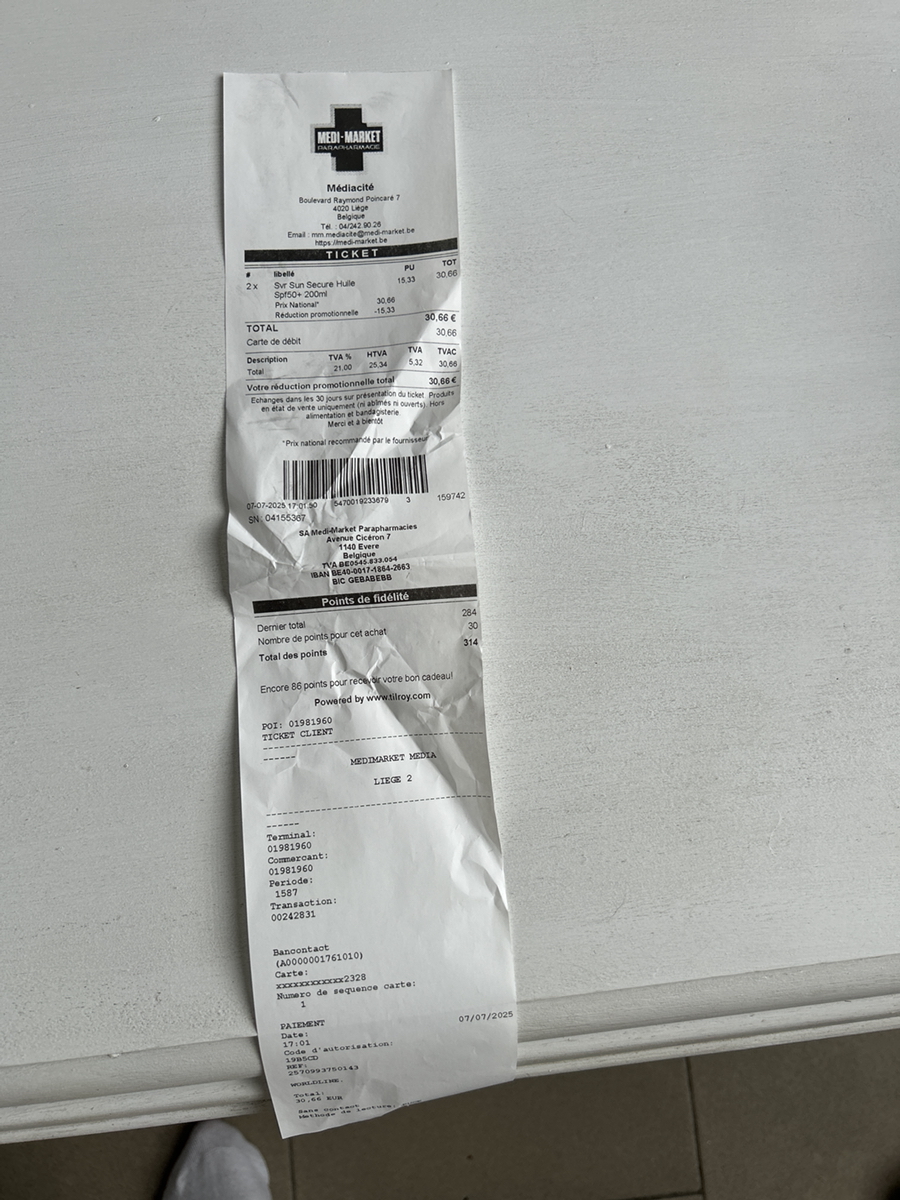 MEDI-MARKET
PARAPHARMACIE
Médiacité
Boulevard Raymond Poincaré 7
4020 Liège
Belgique
Tél. : 04/242.90.26
Email : mm.mediacite@medi-market.be
https://medi-market.be
TICKET
# libellé PU TOT
2 x Svr Sun Secure Huile 15,33 30,66
Spf50+ 200ml
Prix National* 30,66
Réduction promotionnelle -15,33
TOTAL 30,66 €
Carte de débit 30,66
Description TVA % HTVA TVA TVAC
Total 21.00 25,34 5,32 30,66
Votre réduction promotionnelle total 30,66 €
Echanges dans les 30 jours sur présentation du ticket. Produits
en état de vente uniquement (ni abîmés ni ouverts). Hors
alimentation et bandagisterie
Merci et à bientôt
*Prix national recommandé par le fournisseur
07-07-2025 17:01:50 5470019233679 3 159742
SN: 04155367
SA Medi-Market Parapharmacies
Avenue Cicéron 7
1140 Evere
Belgique
TVA BE0545.833.054
IBAN BE40-0017-1864-2663
BIC GEBABEBB
Points de fidélité
Dernier total 284
Nombre de points pour cet achat 30
Total des points 314
Encore 86 points pour recevoir votre bon cadeau!
Powered by www.tilroy.com
POI: 01981960
TICKET CLIENT
------------------------------
------
MEDIMARKET MEDIA
LIEGE 2
------------------------------
------
Terminal:
01981960
Commercant:
01981960
Periode:
1587
Transaction:
00242831
Bancontact
(A0000001761010)
Carte:
xxxxxxxxxxxx2328
Numero de sequence carte:
1
PAIEMENT
Date: 07/07/2025
17:01
Code d'autorisation:
19B5CD
REF:
2570993750143
WORLDLINE.
Total:
30,66 EUR
Sans Contact
Methode de lecture: